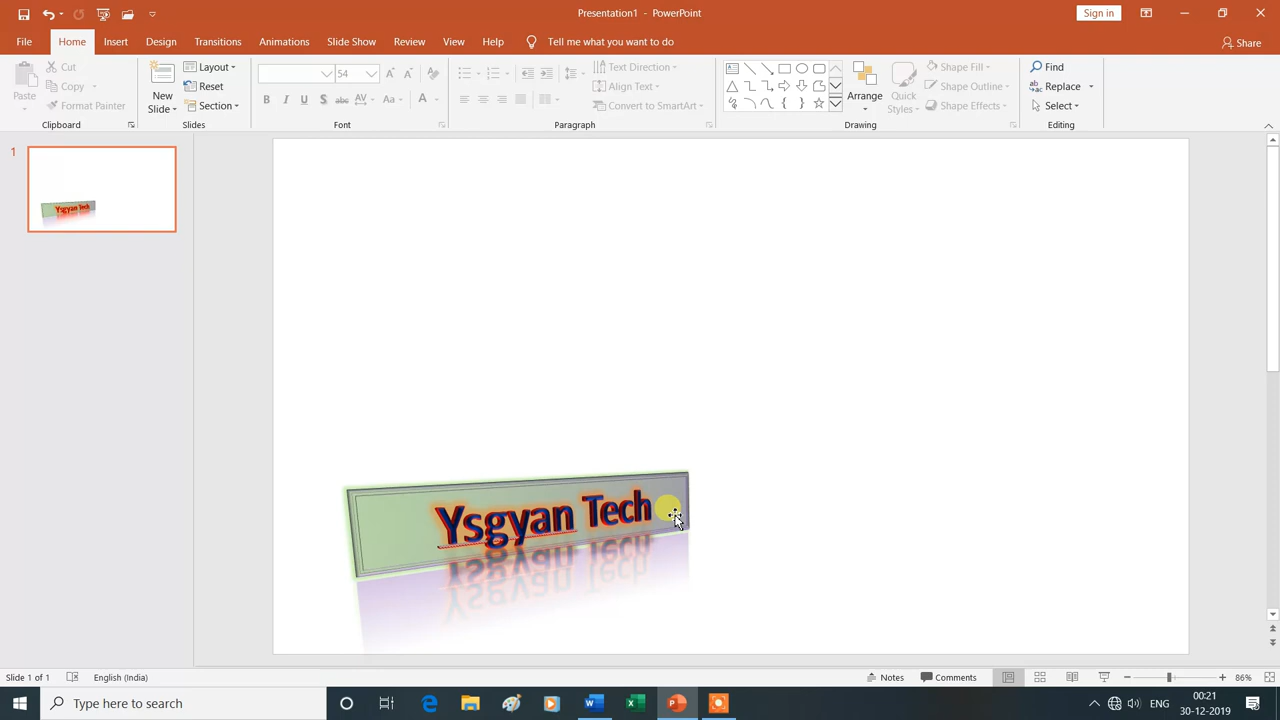 Presentation1 - PowerPoint
Sign in
File Home Insert Design Transitions Animations Slide Show Review View Help Tell me what you want to do
Share
Paste
Cut
Copy
Format Painter
Clipboard
New Slide
Layout
Reset
Section
Slides
54
B I U S abc AV Aa A
Font
Text Direction
Align Text
Convert to SmartArt
Paragraph
Arrange
Quick Styles
Shape Fill
Shape Outline
Shape Effects
Drawing
Find
Replace
Select
Editing
1
Ysgyan Tech
Ysgyan Tech
Slide 1 of 1
English (India)
Notes
Comments
86%
Type here to search
ENG
00:21
30-12-2019